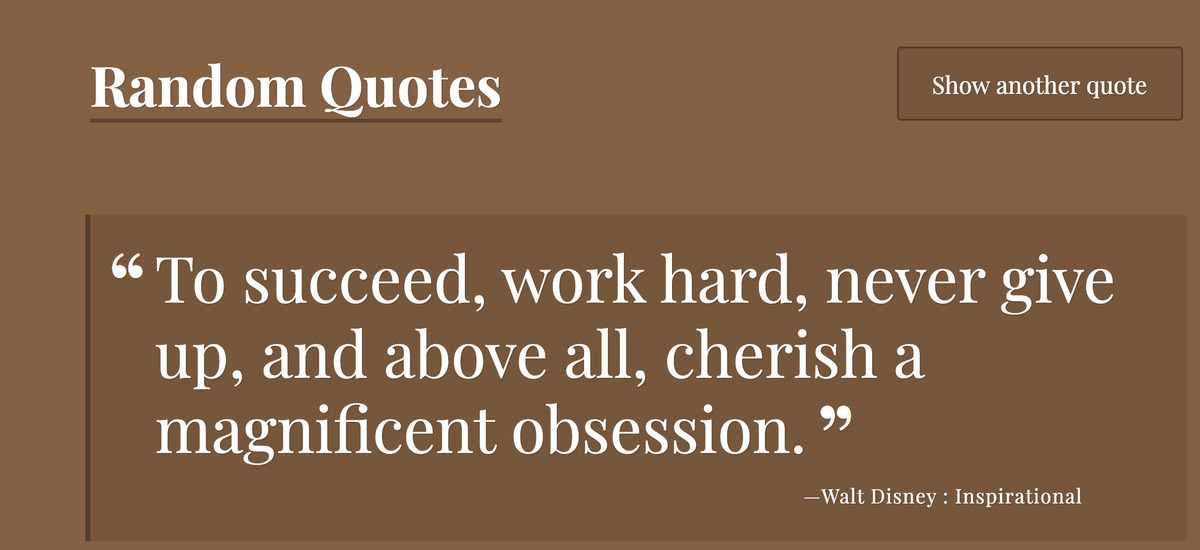 Random Quotes
Show another quote
“To succeed, work hard, never give
up, and above all, cherish a
magnificent obsession. ”
—Walt Disney : Inspirational